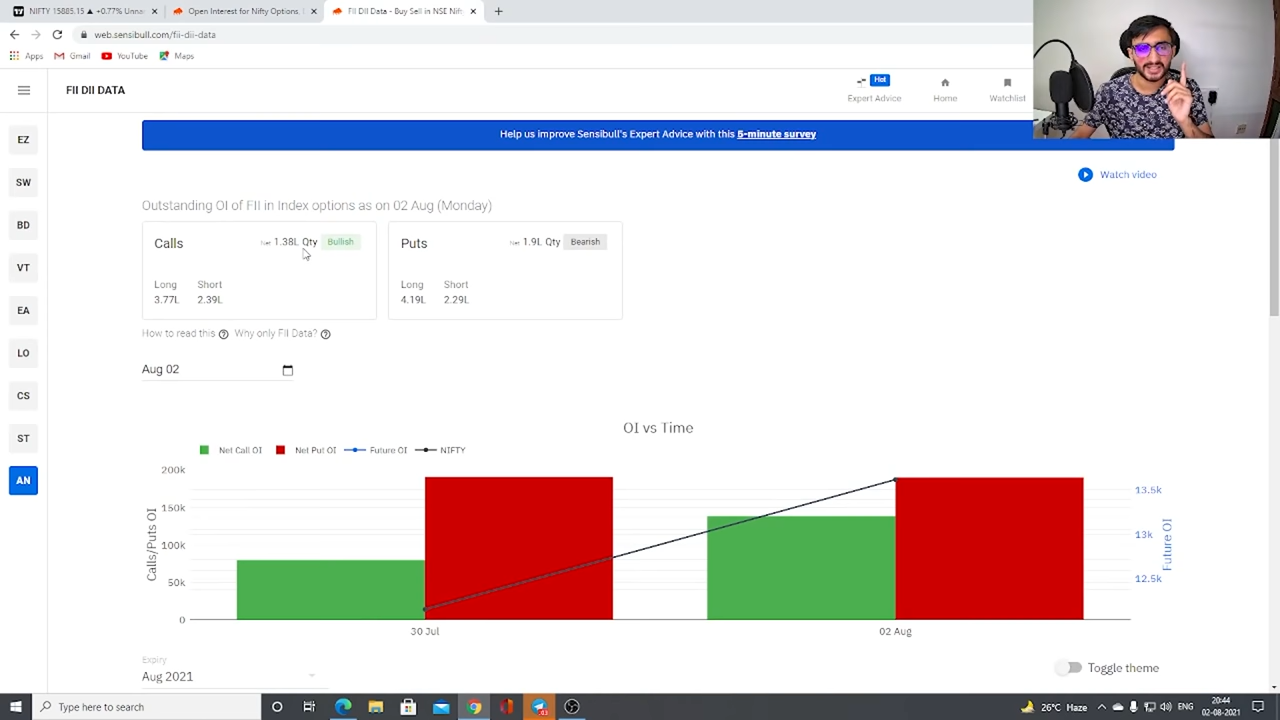 NIFTY 15885.15 ▲ +0.77% Unna
Open Interest for Nifty Options,
FII DII Data - Buy Sell in NSE Nift
web.sensibull.com/fii-dii-data
Apps Gmail YouTube Maps
FII DII DATA
Hot
Expert Advice Home Watchlist
Help us improve Sensibull's Expert Advice with this 5-minute survey
Watch video
Outstanding OI of FII in Index options as on 02 Aug (Monday)
Calls Net 1.38L Qty Bullish
Long Short
3.77L 2.39L
Puts Net 1.9L Qty Bearish
Long Short
4.19L 2.29L
How to read this ? Why only FII Data? ?
Aug 02
OI vs Time
Net Call OI Net Put OI Future OI NIFTY
200k
150k
100k
50k
0
Calls/Puts OI
13.5k
13k
12.5k
Future OI
30 Jul 02 Aug
Expiry
Aug 2021
Toggle theme
EZ
SW
BD
VT
EA
LO
CS
ST
AN
Type here to search
26°C Haze
ENG
20:44
02-08-2021